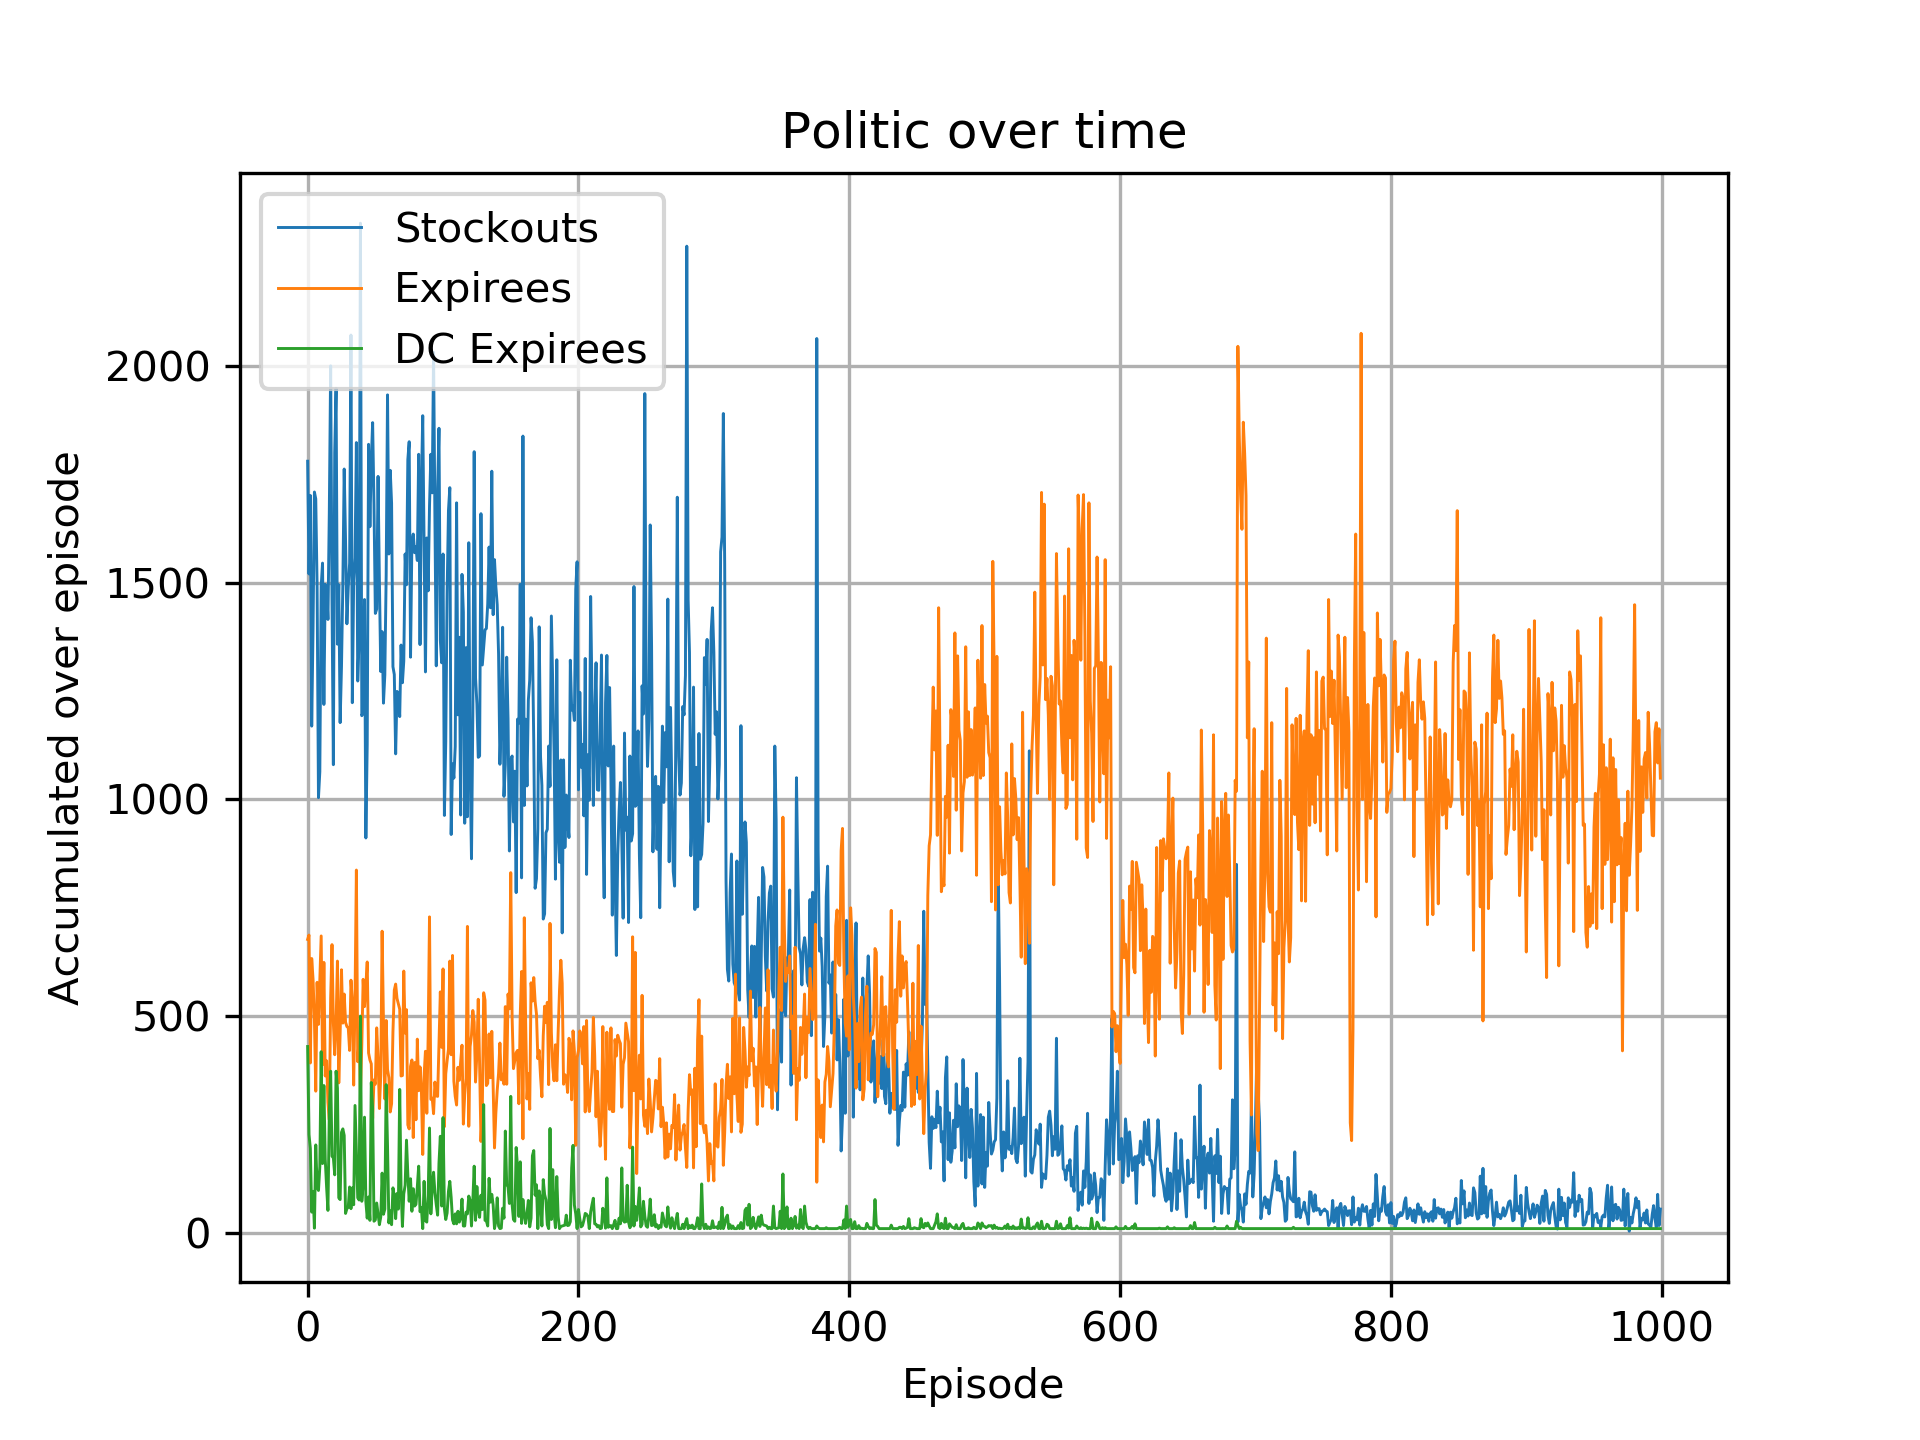 Politic over time
Stockouts
Expirees
DC Expirees
Accumulated over episode
2000
1500
1000
500
0
0 200 400 600 800 1000
Episode